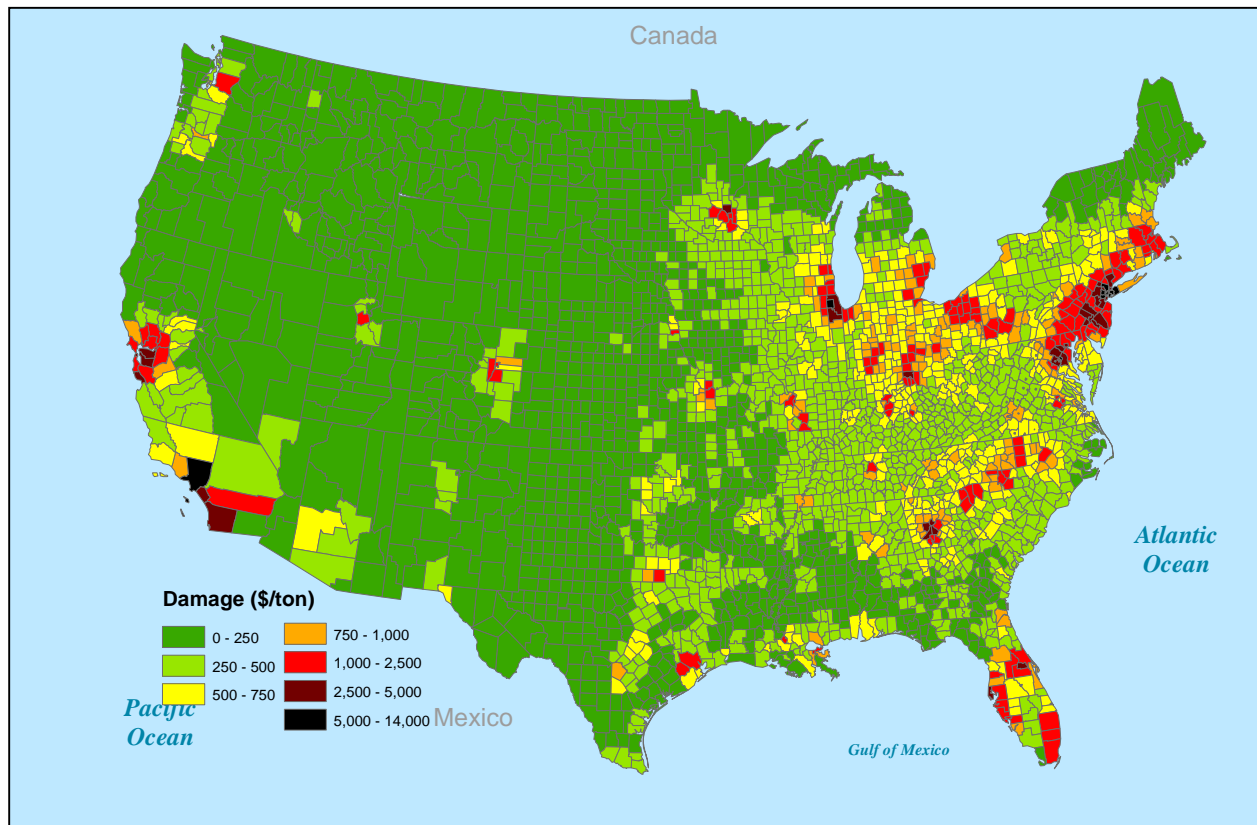 Canada
Atlantic
Ocean
Damage ($/ton)
0 - 250
250 - 500
500 - 750
750 - 1,000
1,000 - 2,500
2,500 - 5,000
5,000 - 14,000
Pacific
Ocean
Mexico
Gulf of Mexico